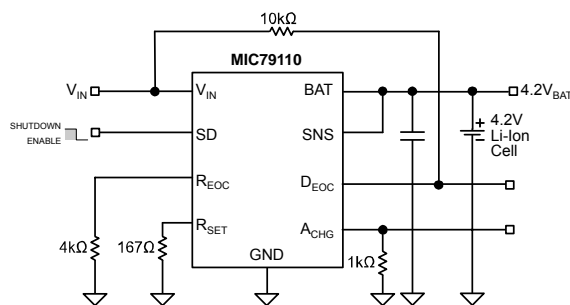 10kΩ
MIC79110
V_IN V_IN BAT 4.2V_BAT
SHUTDOWN
ENABLE
SD SNS
+ 4.2V
Li-Ion
Cell
R_EOC D_EOC
R_SET A_CHG
4kΩ 167Ω GND 1kΩ